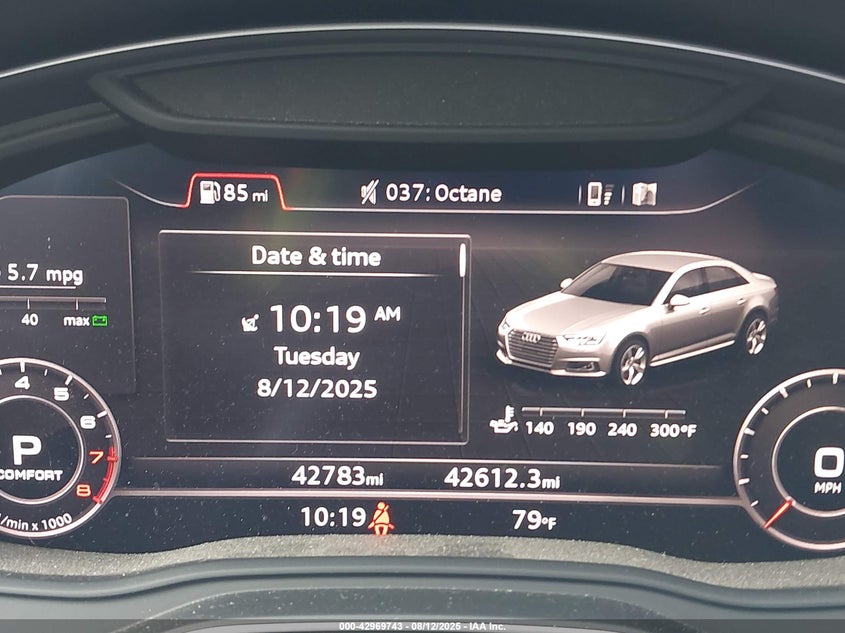 85 mi
037: Octane
Date & time
10:19 AM
Tuesday
8/12/2025
5.7 mpg
40 max
4
5
6
7
8
P
COMFORT
/min x 1000
140 190 240 300°F
0
MPH
42783mi 42612.3mi
10:19 79°F
000-42969743 - 08/12/2025 - IAA Inc.